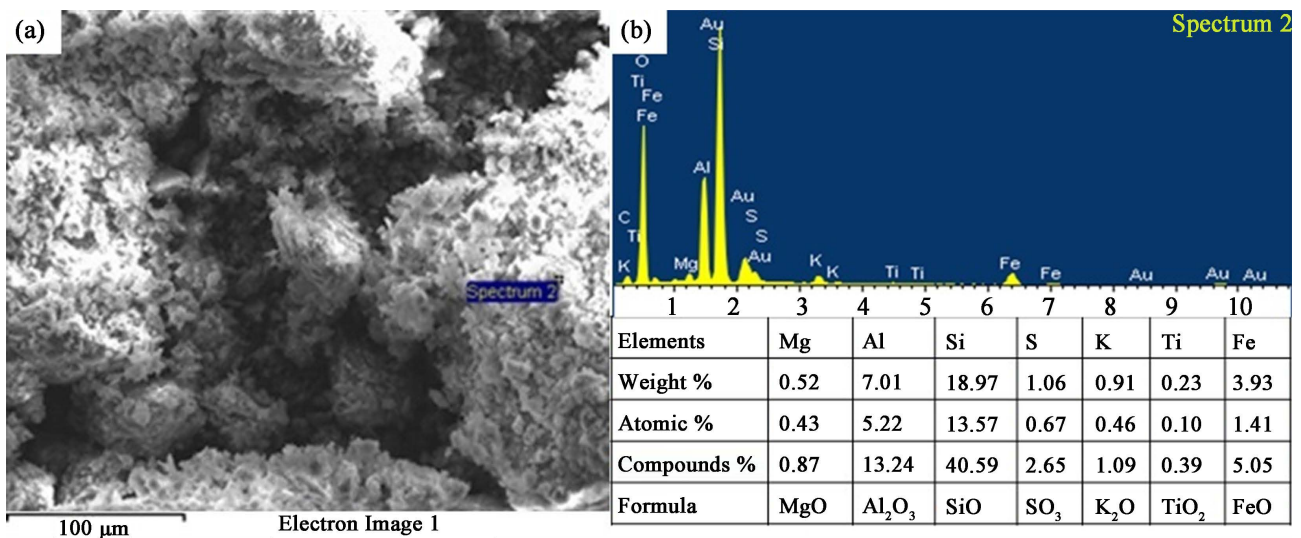 (a)
Spectrum 2
100 μm
Electron Image 1
(b)
Spectrum 2
Au
Si
O
Ti
Fe
Fe
Al
Au
S
S
Au
C
Ti
K
Mg
K
K
Ti
Ti
Fe
Fe
Au
Au
Au
1 2 3 4 5 6 7 8 9 10
Elements Mg Al Si S K Ti Fe
Weight % 0.52 7.01 18.97 1.06 0.91 0.23 3.93
Atomic % 0.43 5.22 13.57 0.67 0.46 0.10 1.41
Compounds % 0.87 13.24 40.59 2.65 1.09 0.39 5.05
Formula MgO Al₂O₃ SiO SO₃ K₂O TiO₂ FeO